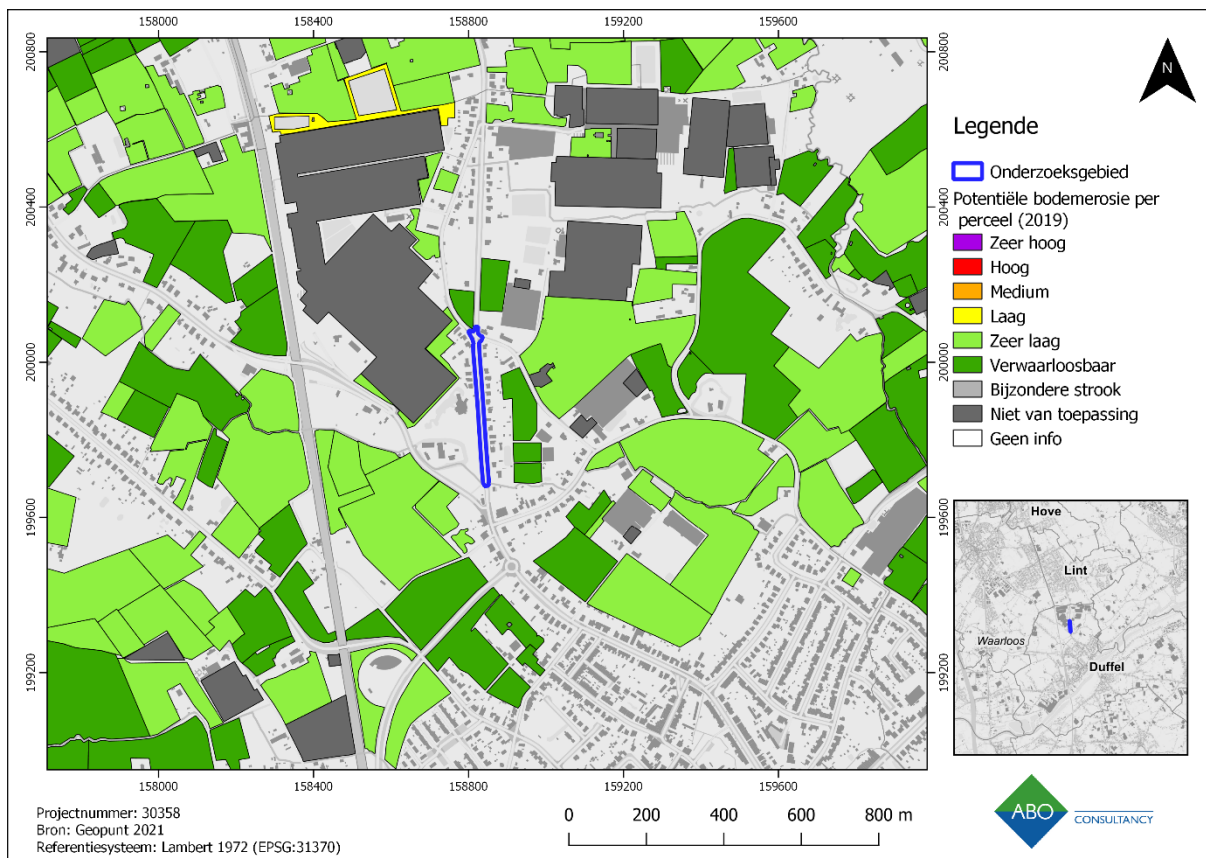 158000 158400 158800 159200 159600
200800
200400
200000
199600
199200
200800
200400
200000
199600
199200
158000 158400 158800 159200 159600
N
Legende
Onderzoeksgebied
Potentiële bodemerosie per
perceel (2019)
Zeer hoog
Hoog
Medium
Laag
Zeer laag
Verwaarloosbaar
Bijzondere strook
Niet van toepassing
Geen info
Hove
Lint
Waarloos
Duffel
Projectnummer: 30358
Bron: Geopunt 2021
Referentiesysteem: Lambert 1972 (EPSG:31370)
0 200 400 600 800 m
ABO
CONSULTANCY